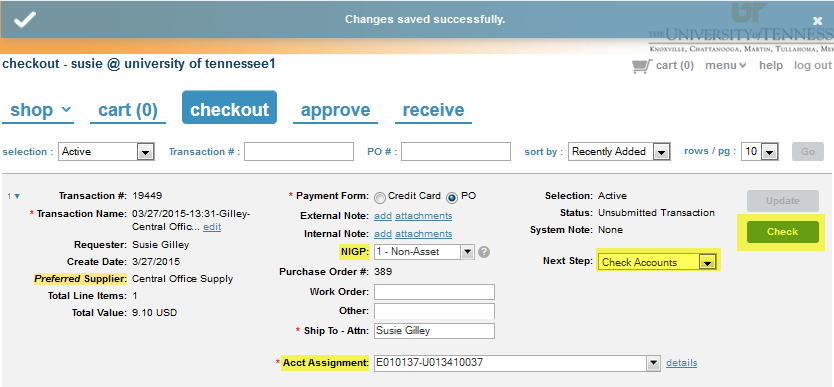 Changes saved successfully.
THE UNIVERSITY of TENNESS
KNOXVILLE, CHATTANOOGA, MARTIN, TULLAHOMA, MEM
checkout - susie @ university of tennessee1
cart (0) menu help log out
shop cart (0) checkout approve receive
selection : Active Transaction # : PO # : sort by : Recently Added rows / pg : 10 Go
1 Transaction #: 19449 * Payment Form: Credit Card PO Selection: Active Update
* Transaction Name: 03/27/2015-13:31-Gilley- External Note: add attachments Status: Unsubmitted Transaction
Central Offic... edit Internal Note: add attachments System Note: None Check
Requester: Susie Gilley NIGP: 1 - Non-Asset ?
Create Date: 3/27/2015 Purchase Order #: 389 Next Step: Check Accounts
Preferred Supplier: Central Office Supply Work Order:
Total Line Items: 1 Other:
Total Value: 9.10 USD * Ship To - Attn: Susie Gilley
* Acct Assignment: E010137-U013410037 details